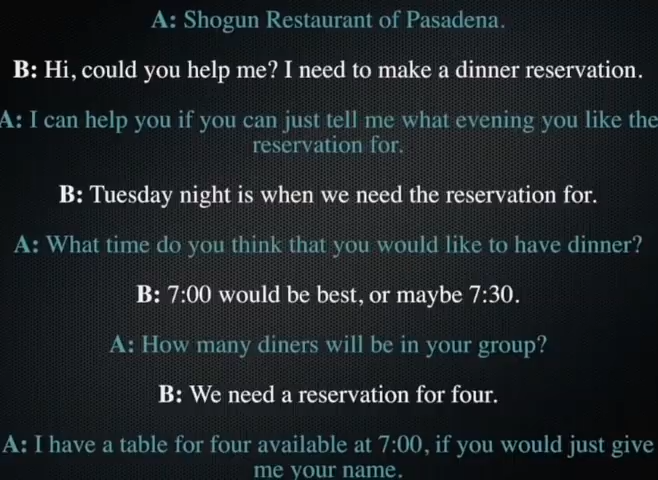 A: Shogun Restaurant of Pasadena.
B: Hi, could you help me? I need to make a dinner reservation.
A: I can help you if you can just tell me what evening you like the
reservation for.
B: Tuesday night is when we need the reservation for.
A: What time do you think that you would like to have dinner?
B: 7:00 would be best, or maybe 7:30.
A: How many diners will be in your group?
B: We need a reservation for four.
A: I have a table for four available at 7:00, if you would just give
me your name.